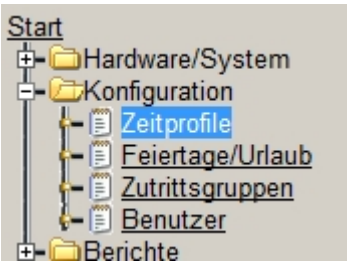 Start
Hardware/System
Konfiguration
Zeitprofile
Feiertage/Urlaub
Zutrittsgruppen
Benutzer
Berichte